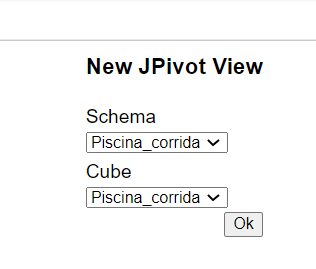 New JPivot View
Schema
Piscina_corrida
Cube
Piscina_corrida
Ok